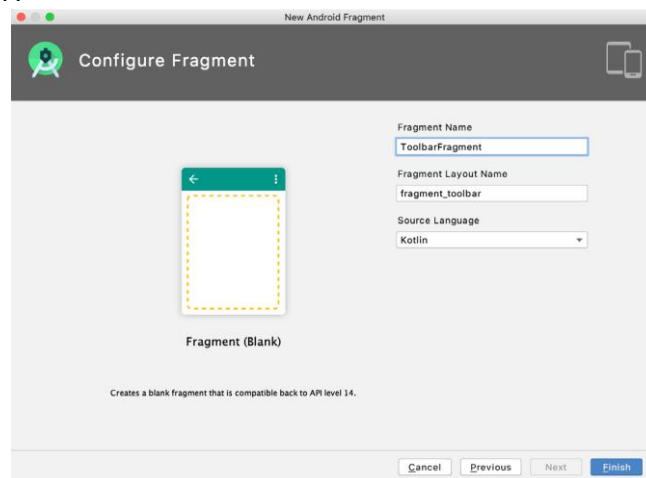 New Android Fragment
Configure Fragment
Fragment Name
ToolbarFragment
Fragment Layout Name
fragment_toolbar
Source Language
Kotlin
Fragment (Blank)
Creates a blank fragment that is compatible back to API level 14.
Cancel
Previous
Next
Finish